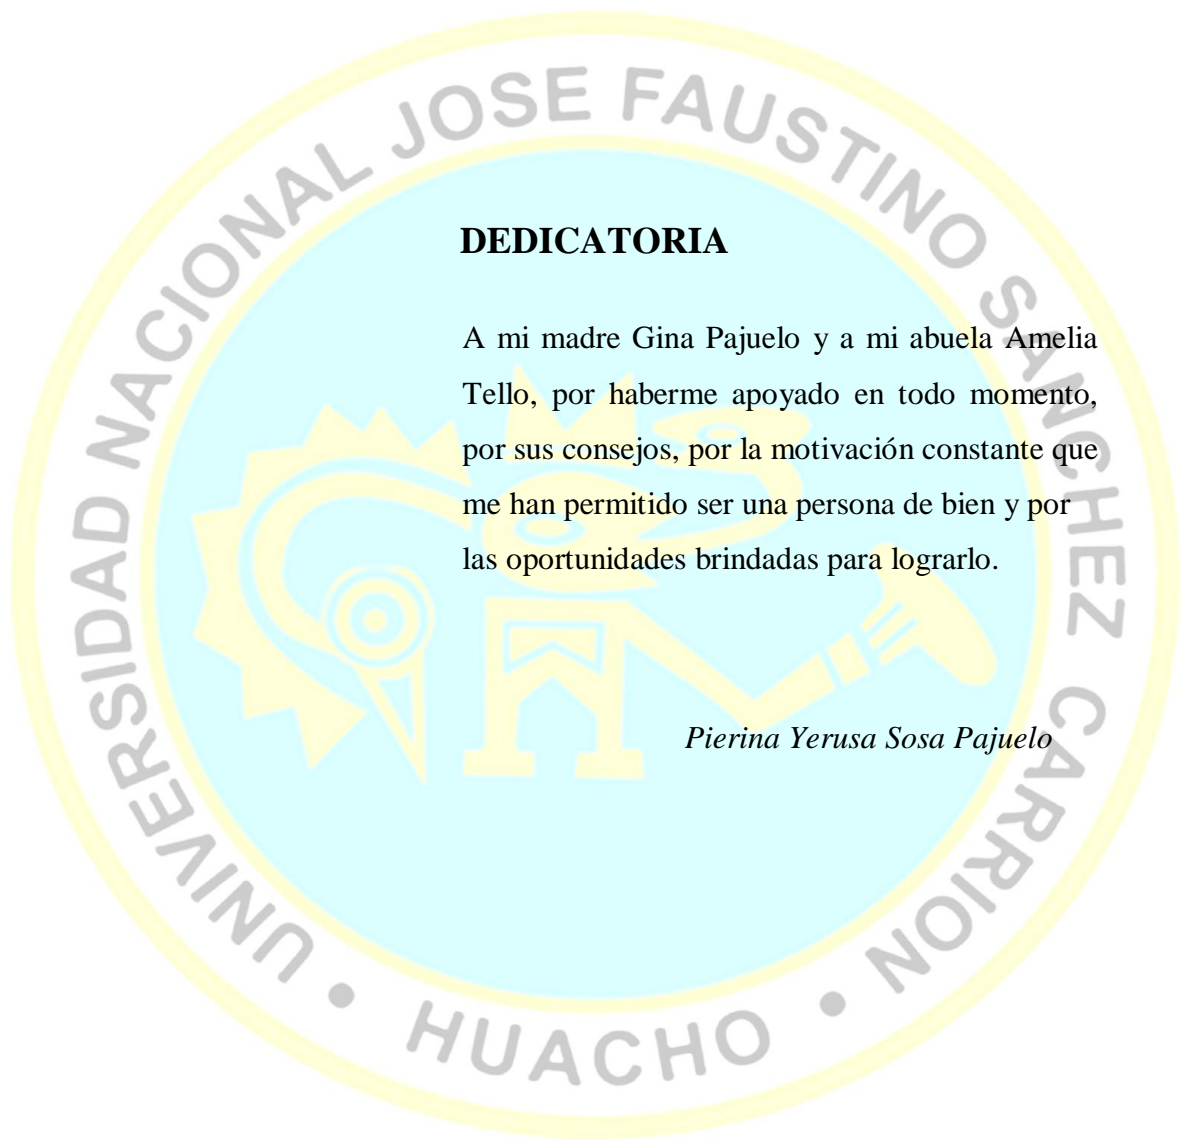 UNIVERSIDAD NACIONAL JOSE FAUSTINO SANCHEZ CARRION • HUACHO •
DEDICATORIA
A mi madre Gina Pajuelo y a mi abuela Amelia
Tello, por haberme apoyado en todo momento,
por sus consejos, por la motivación constante que
me han permitido ser una persona de bien y por
las oportunidades brindadas para lograrlo.
Pierina Yerusa Sosa Pajuelo